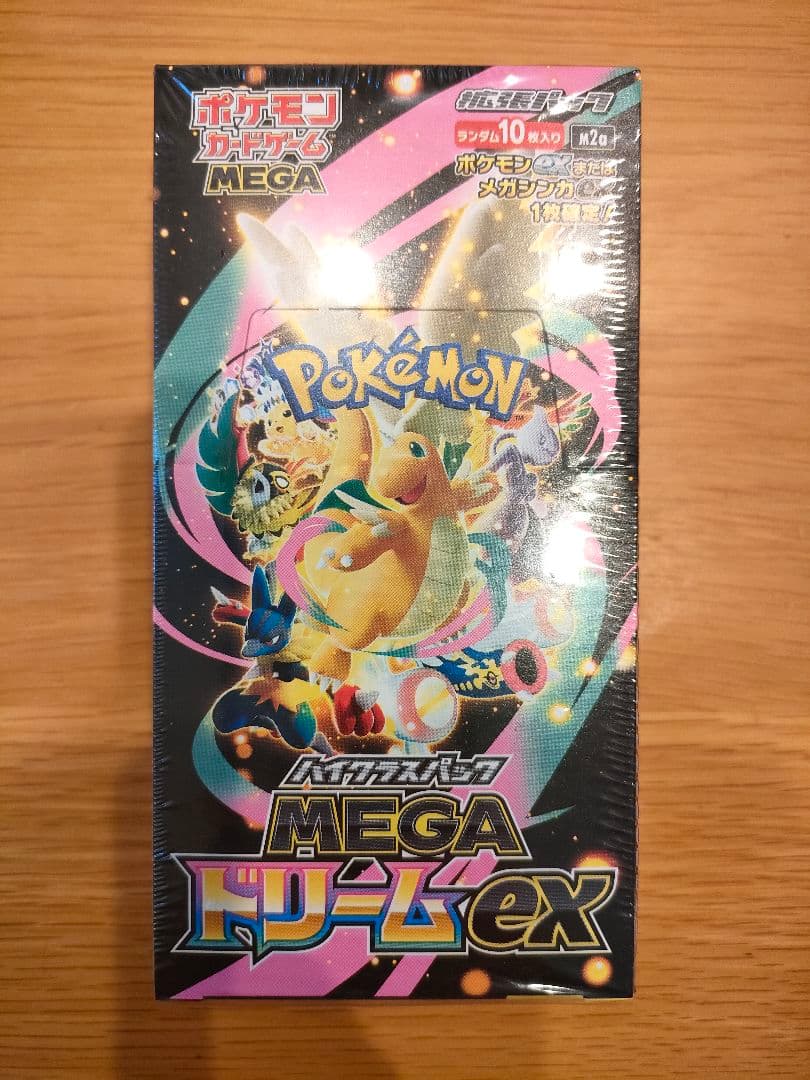 ポケモン
カードゲーム
MEGA
拡張パック
ランダム10枚入り M2a
ポケモンexまたは
メガシンカex
1枚確定!
POKÉMON
TM
ハイクラスパック
MEGA
ドリームex